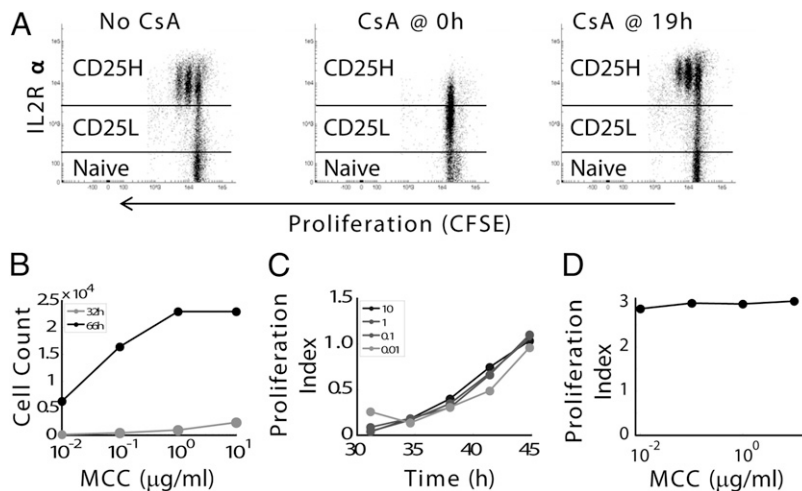 A
No CsA
CsA @ 0h
CsA @ 19h
IL2R α
CD25H
CD25L
Naive
CD25H
CD25L
Naive
CD25H
CD25L
Naive
Proliferation (CFSE)
B
C
D
2.5 ×10⁴
2
1.5
1
0.5
0
32h
66h
Cell Count
10⁻² 10⁻¹ 10⁰ 10¹
MCC (µg/ml)
1.5
1.0
0.5
0
10
1
0.1
0.01
Proliferation
Index
30 35 40 45
Time (h)
3
2
1
0
Proliferation
Index
10⁻² 10⁰
MCC (µg/ml)